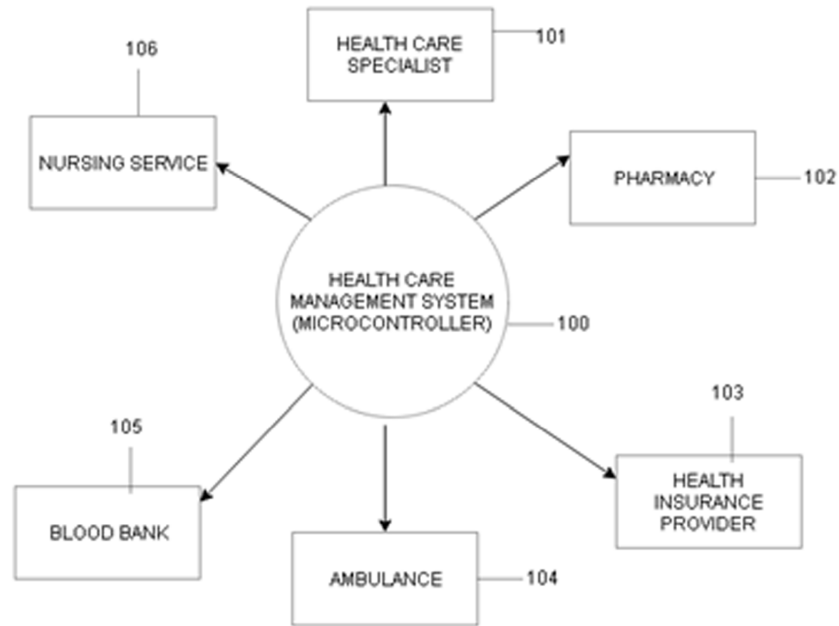 106
HEALTH CARE
SPECIALIST
101
NURSING SERVICE
PHARMACY
102
HEALTH CARE
MANAGEMENT SYSTEM
(MICROCONTROLLER)
100
103
105
HEALTH
INSURANCE
PROVIDER
BLOOD BANK
AMBULANCE
104